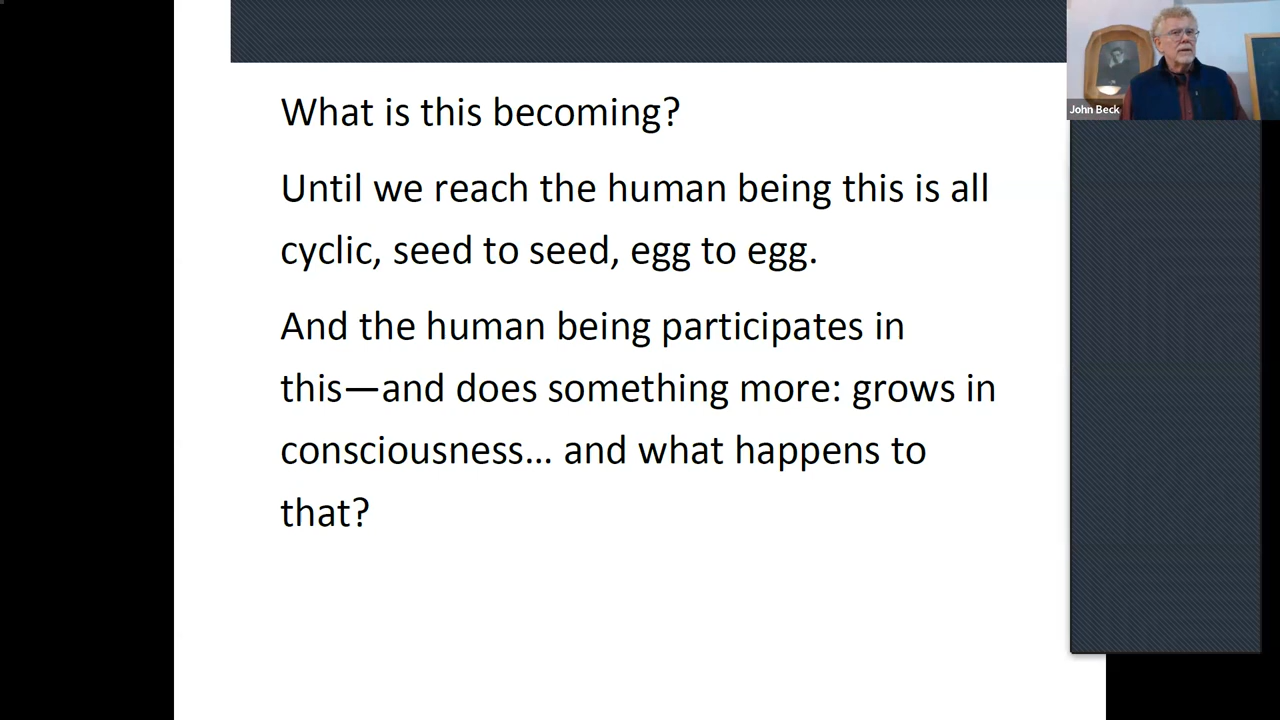 What is this becoming?
Until we reach the human being this is all
cyclic, seed to seed, egg to egg.
And the human being participates in
this—and does something more: grows in
consciousness... and what happens to
that?
John Beck